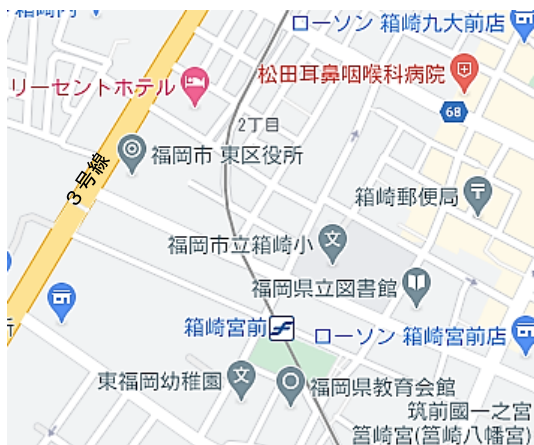 ローソン 箱崎九大前店
松田耳鼻咽喉科病院
リーセントホテル
68
2丁目
福岡市 東区役所
3号線
箱崎郵便局
福岡市立箱崎小
福岡県立図書館
箱崎宮前
ローソン 箱崎宮前店
東福岡幼稚園
福岡県教育会館
筑前國一之宮
筥崎宮(筥崎八幡宮)